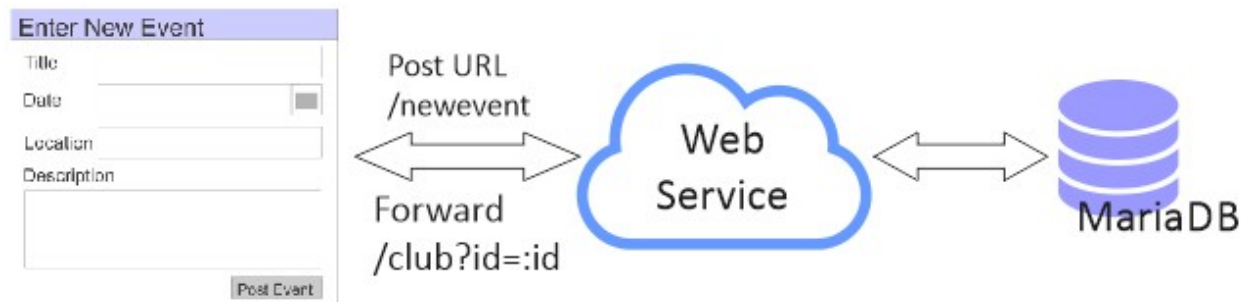 Enter New Event
Title
Date
Location
Description
Post Event
Post URL
/newevent
Forward
/club?id=:id
Web
Service
MariaDB